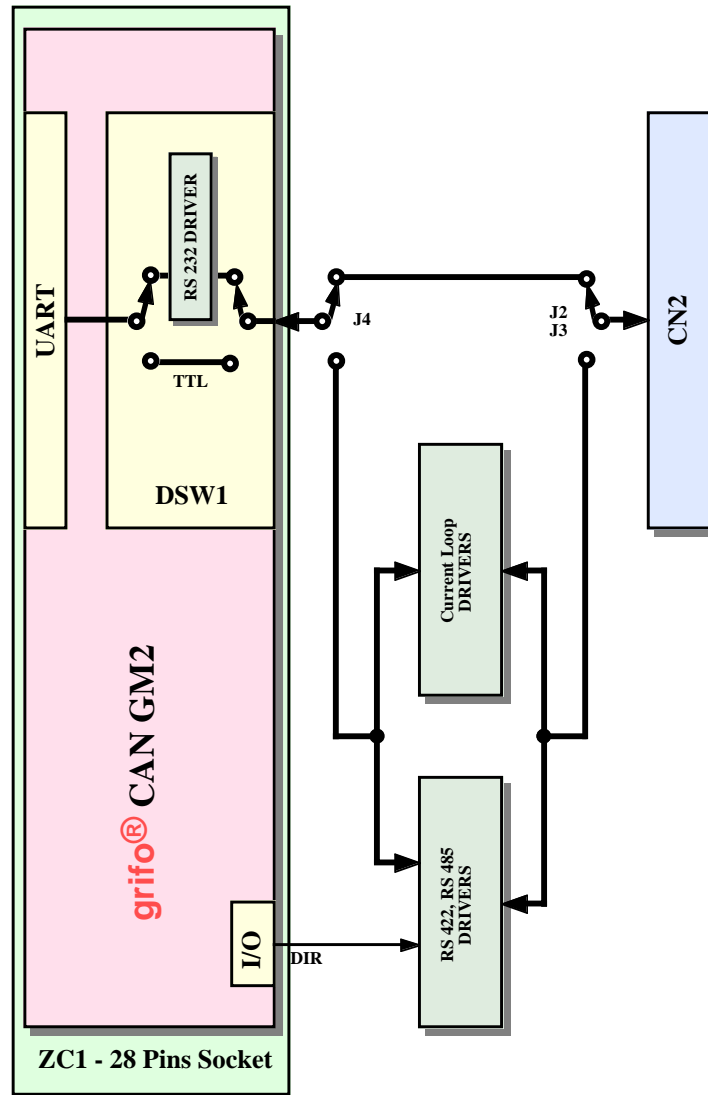 UART
RS 232 DRIVER
TTL
DSW1
J4
J2
J3
CN2
Current Loop
DRIVERS
grifo® CAN GM2
RS 422, RS 485
DRIVERS
I/O
DIR
ZC1 - 28 Pins Socket